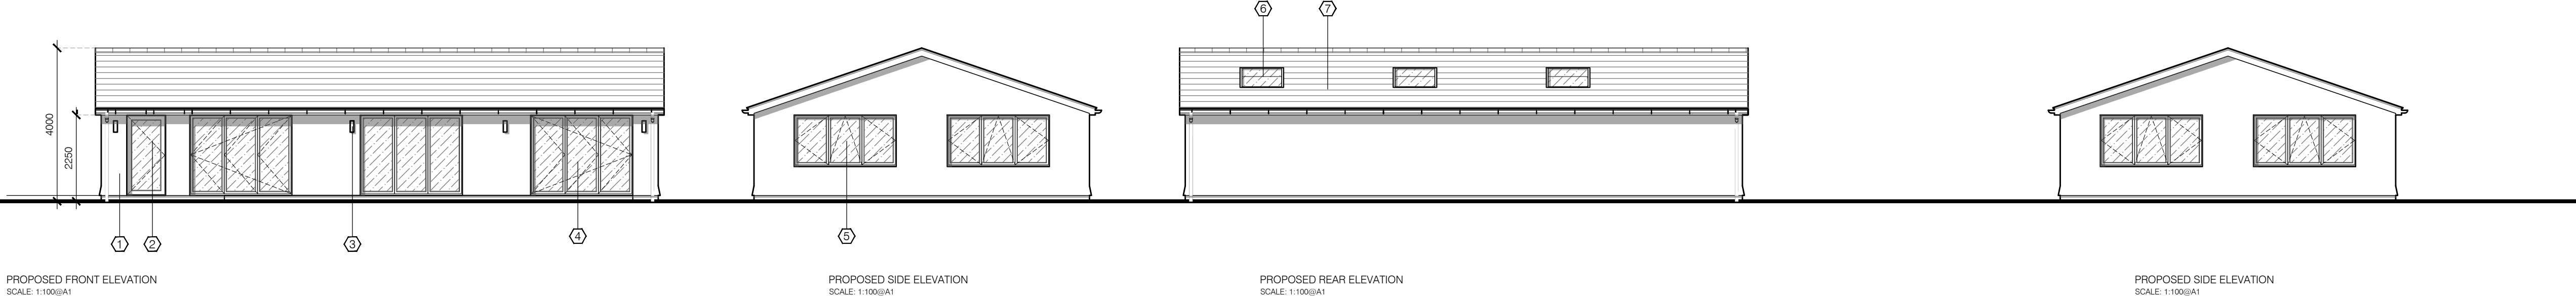 6
7
4000
2250
1
2
3
4
5
PROPOSED FRONT ELEVATION
SCALE: 1:100@A1
PROPOSED SIDE ELEVATION
SCALE: 1:100@A1
PROPOSED REAR ELEVATION
SCALE: 1:100@A1
PROPOSED SIDE ELEVATION
SCALE: 1:100@A1